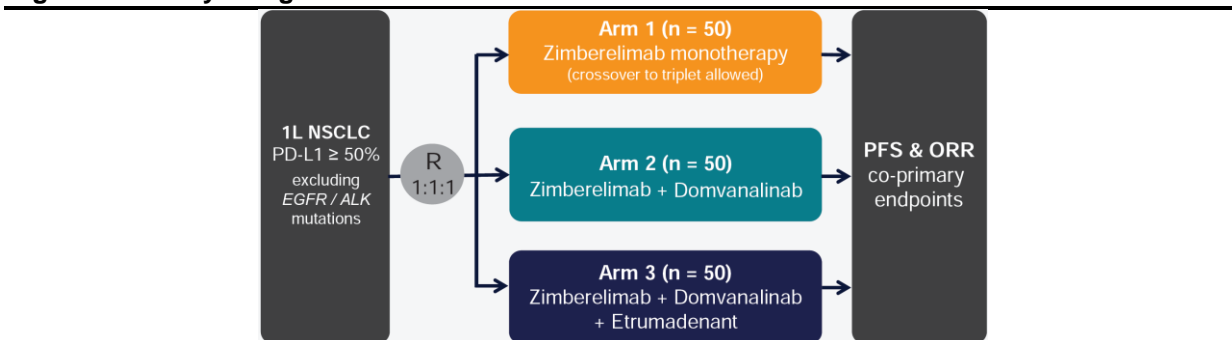 1L NSCLC
PD-L1 ≥ 50%
excluding
EGFR / ALK
mutations
R
1:1:1
Arm 1 (n = 50)
Zimberelimab monotherapy
(crossover to triplet allowed)
Arm 2 (n = 50)
Zimberelimab + Domvanalinab
Arm 3 (n = 50)
Zimberelimab + Domvanalinab
+ Etrumadenant
PFS & ORR
co-primary
endpoints